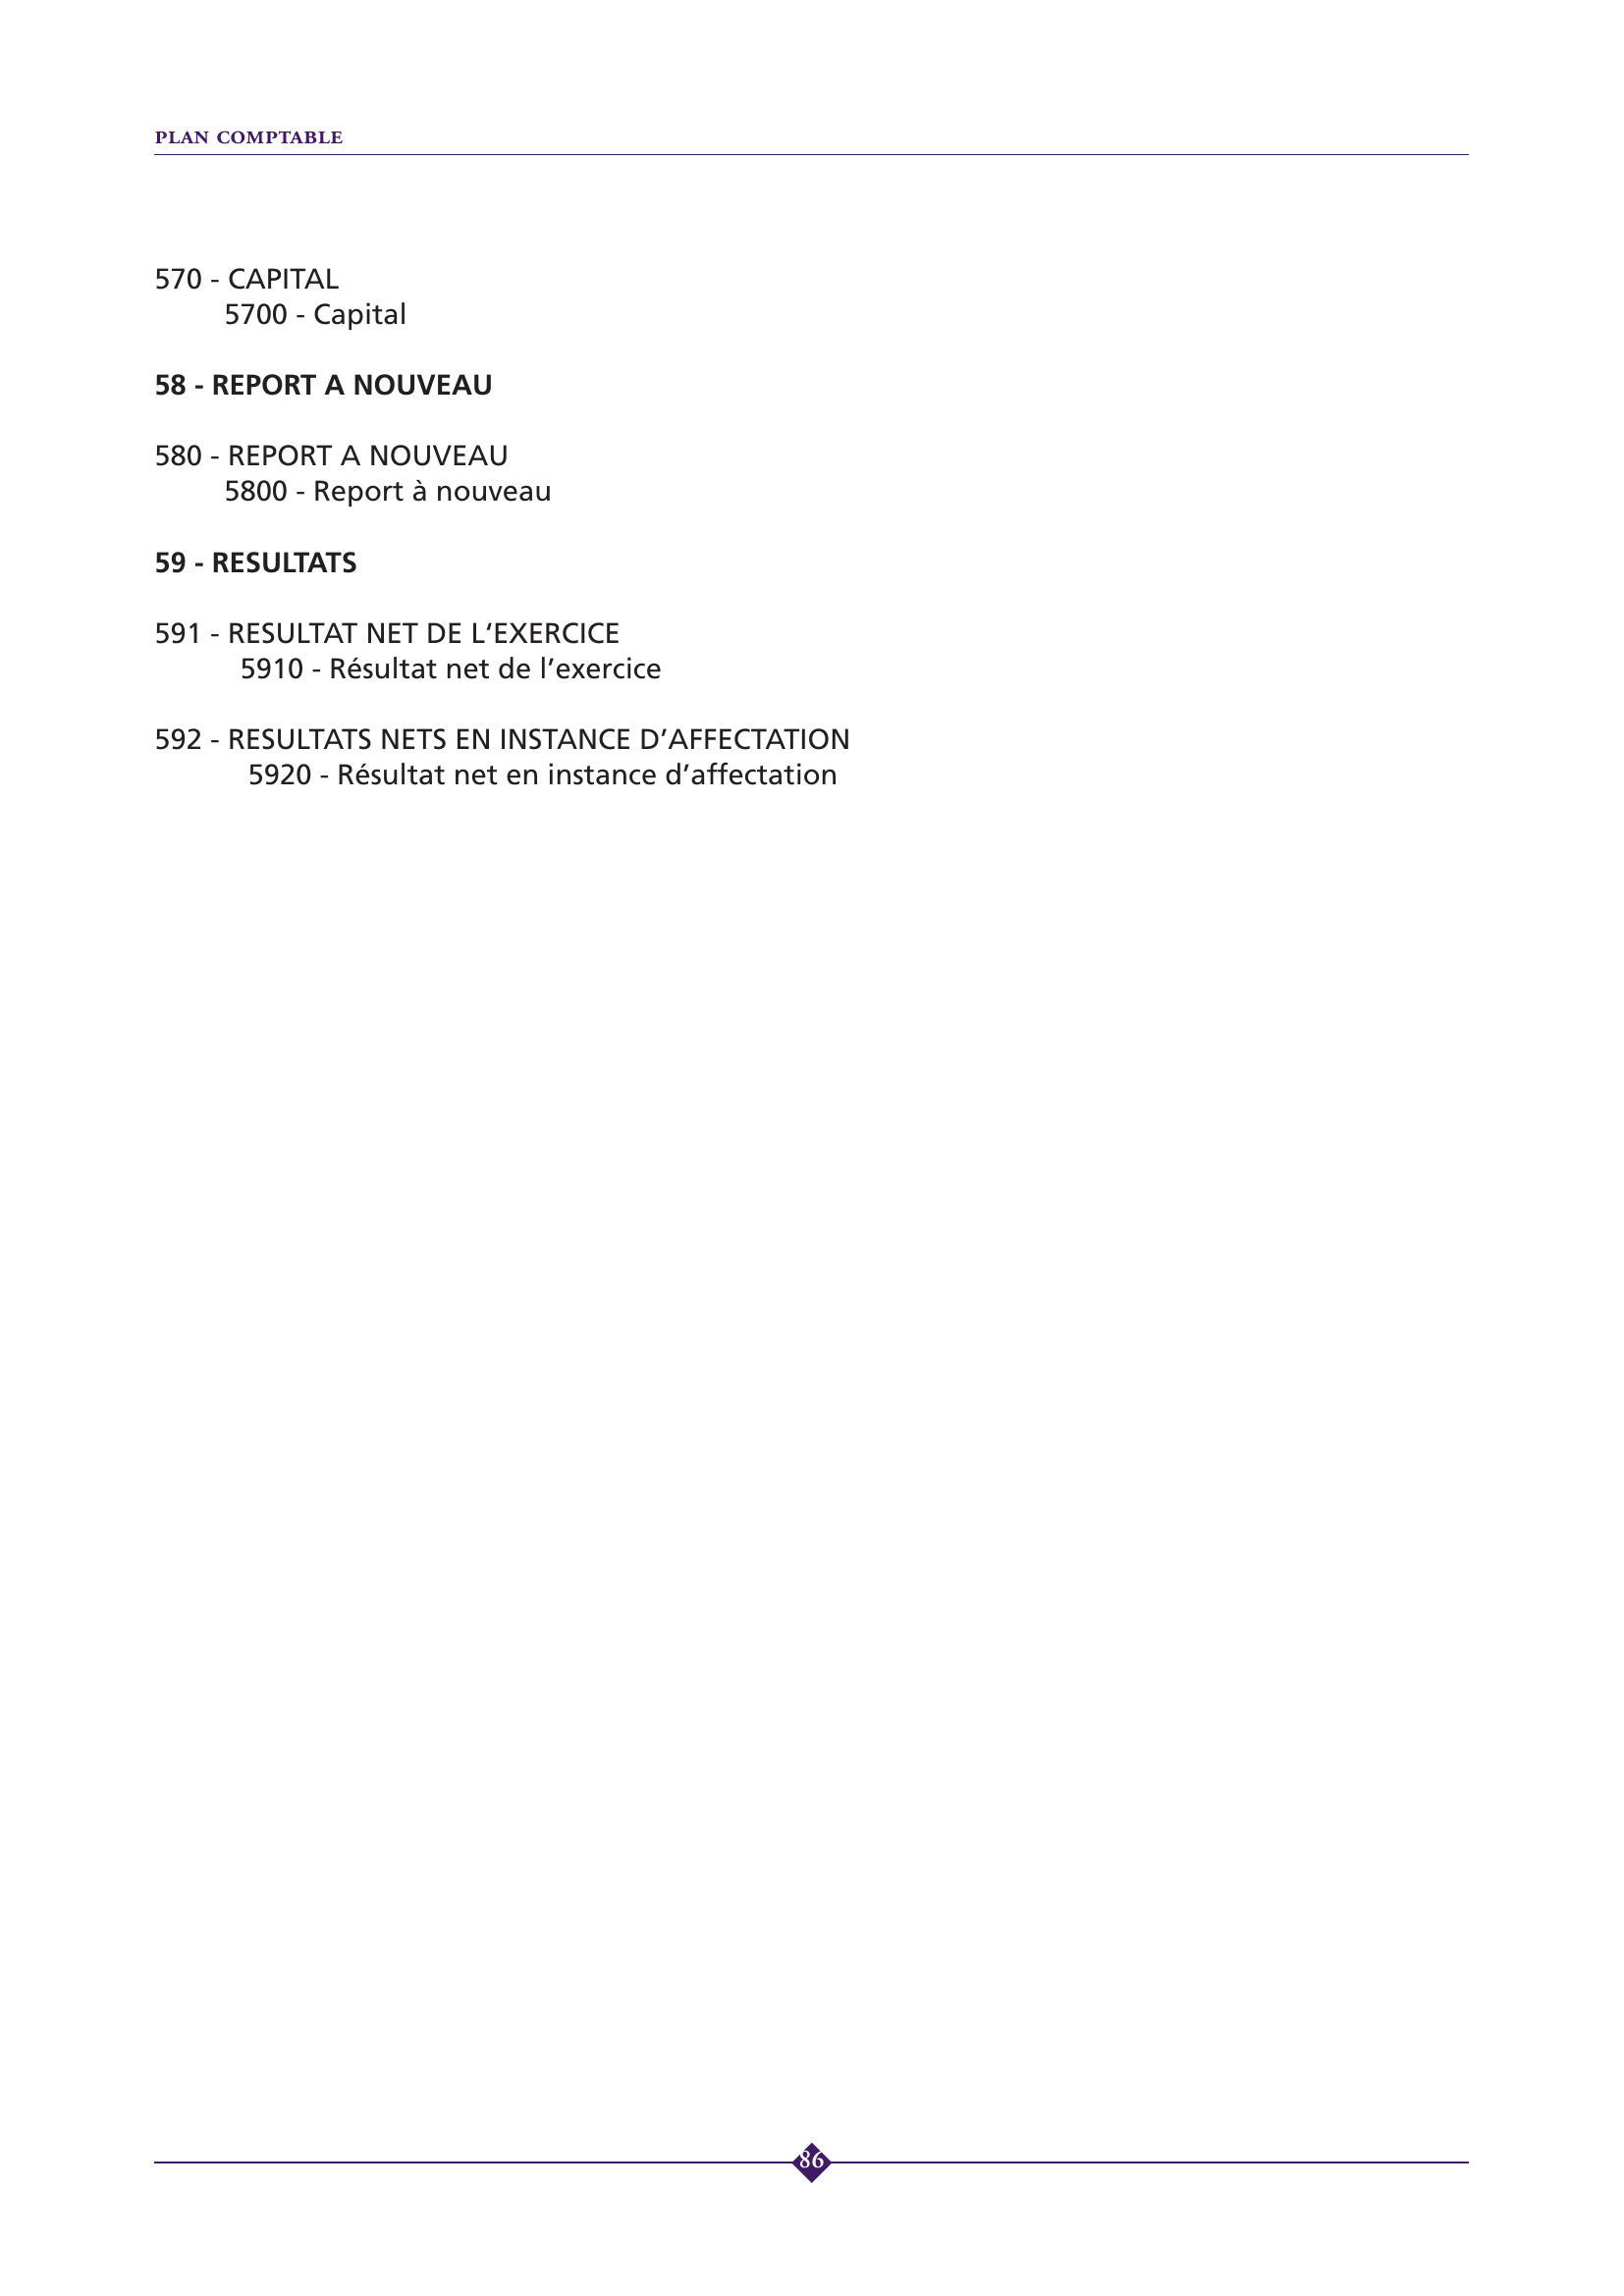 PLAN COMPTABLE
570 - CAPITAL
5700 - Capital
58 - REPORT A NOUVEAU
580 - REPORT A NOUVEAU
5800 - Report à nouveau
59 - RESULTATS
591 - RESULTAT NET DE L‘EXERCICE
5910 - Résultat net de l’exercice
592 - RESULTATS NETS EN INSTANCE D’AFFECTATION
5920 - Résultat net en instance d’affectation
86